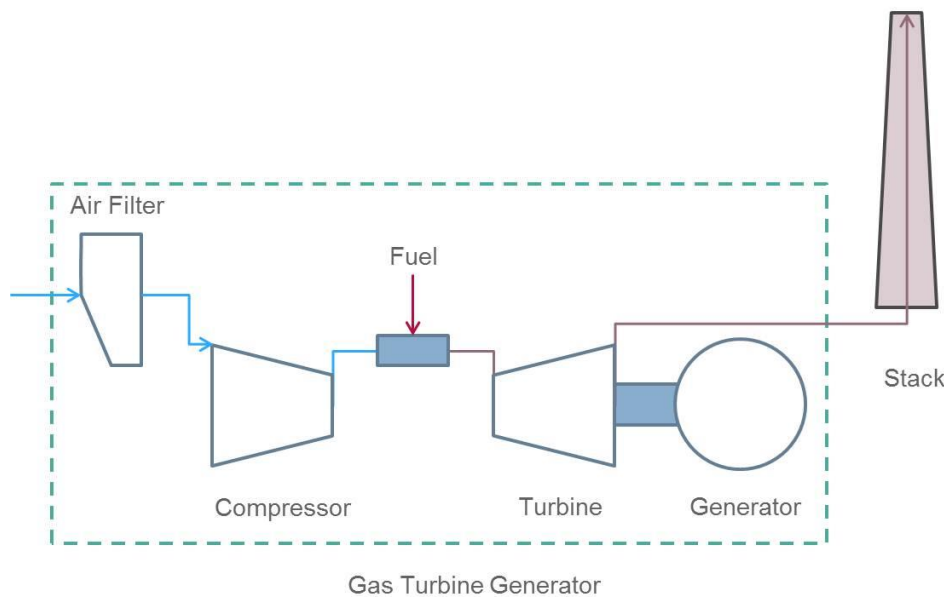 Air Filter
Fuel
Stack
Compressor
Turbine
Generator
Gas Turbine Generator